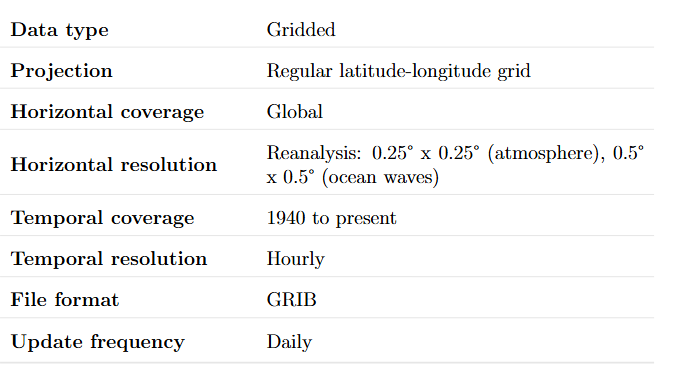 Data type Gridded
Projection Regular latitude-longitude grid
Horizontal coverage Global
Horizontal resolution Reanalysis: 0.25° x 0.25° (atmosphere), 0.5°
x 0.5° (ocean waves)
Temporal coverage 1940 to present
Temporal resolution Hourly
File format GRIB
Update frequency Daily